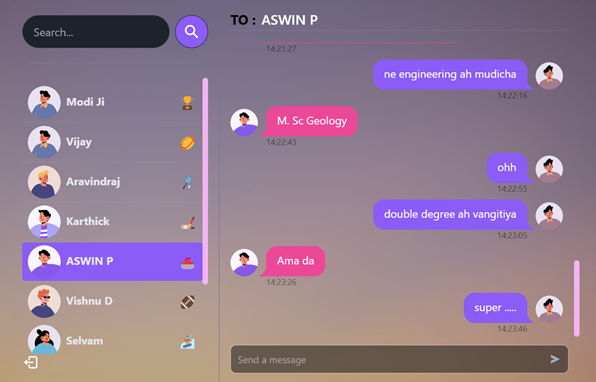 Search...
Modi Ji
Vijay
Aravindraj
Karthick
ASWIN P
Vishnu D
Selvam
TO : ASWIN P
14:21:27
ne engineering ah mudicha
14:22:16
M. Sc Geology
14:22:43
ohh
14:22:55
double degree ah vangitiya
14:23:05
Ama da
14:23:26
super .....
14:23:46
Send a message